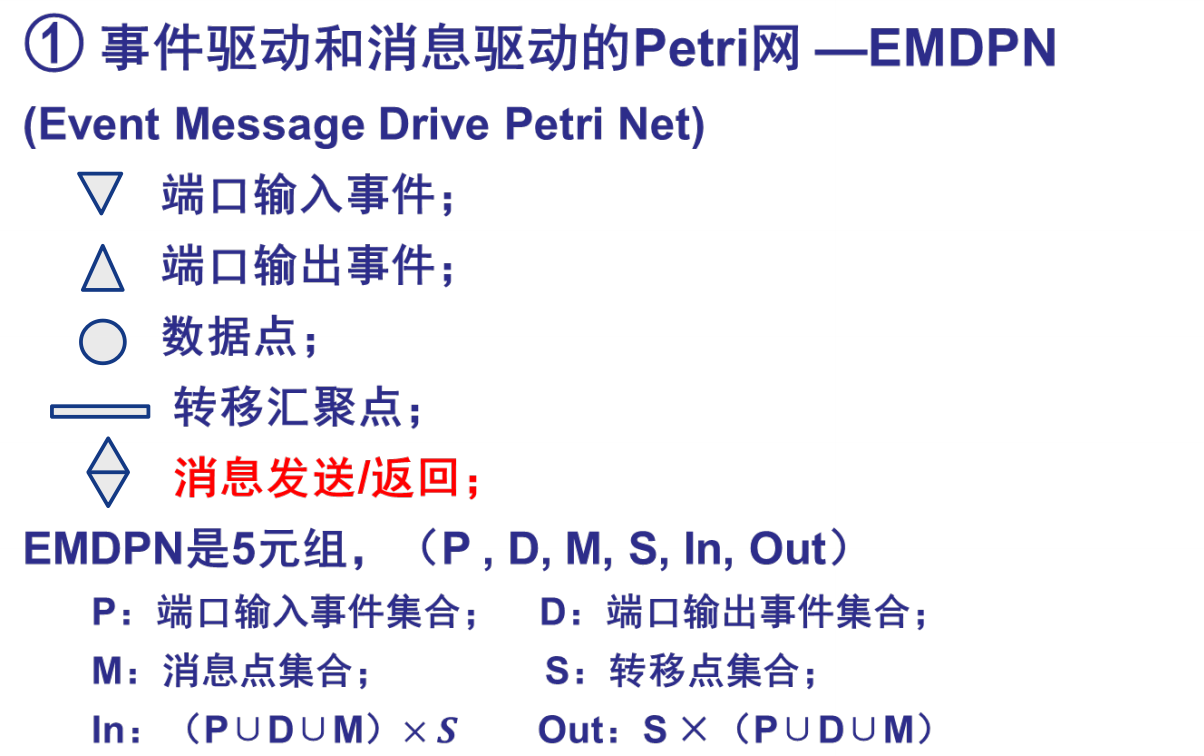 ① 事件驱动和消息驱动的Petri网 —EMDPN
(Event Message Drive Petri Net)
端口输入事件；
端口输出事件；
数据点；
转移汇聚点；
消息发送/返回；
EMDPN是5元组，（P , D, M, S, In, Out）
P：端口输入事件集合； D：端口输出事件集合；
M：消息点集合； S：转移点集合；
In：（P∪D∪M）× S Out：S ×（P∪D∪M）